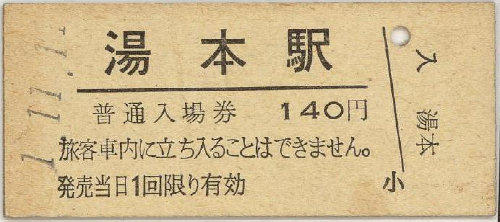 湯本駅
普通入場券 140円
旅客車内に立ち入ることはできません。
発売当日1回限り有効
入
湯本
小